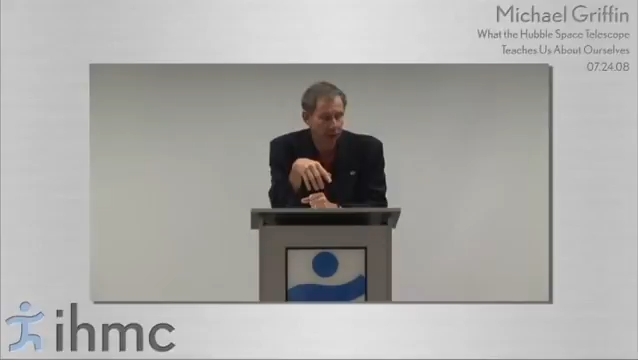 Michael Griffin
What the Hubble Space Telescope
Teaches Us About Ourselves
07.24.08
ihmc